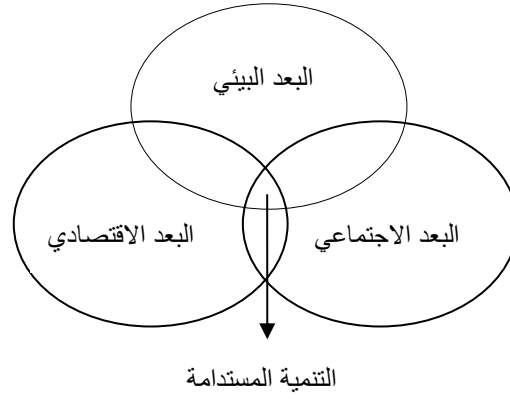 البعد البيئي
البعد الاجتماعي
البعد الاقتصادي
التنمية المستدامة